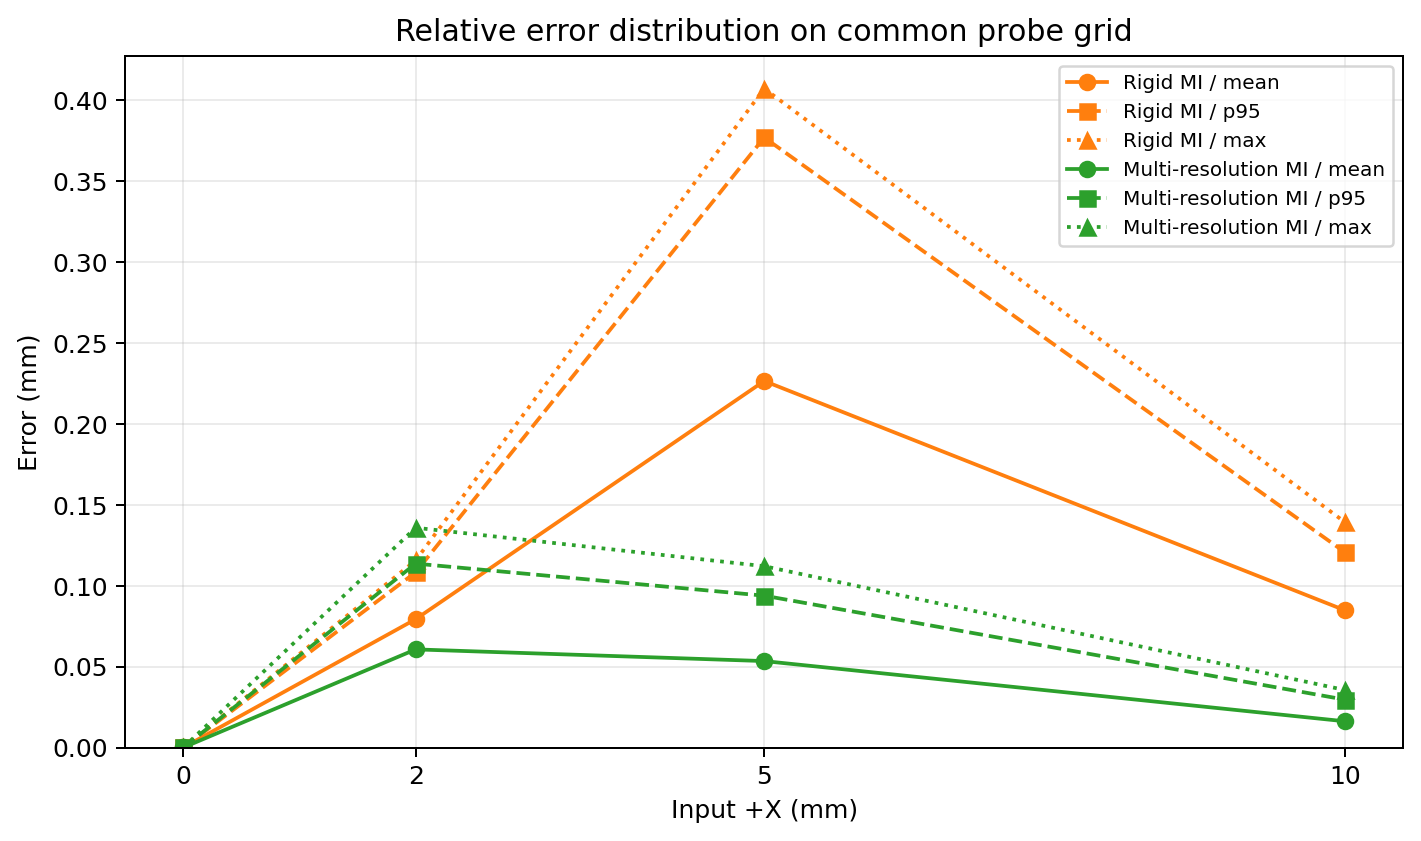 Relative error distribution on common probe grid
Rigid MI / mean
Rigid MI / p95
Rigid MI / max
Multi-resolution MI / mean
Multi-resolution MI / p95
Multi-resolution MI / max
Error (mm)
0.40
0.35
0.30
0.25
0.20
0.15
0.10
0.05
0.00
0 2 5 10
Input +X (mm)